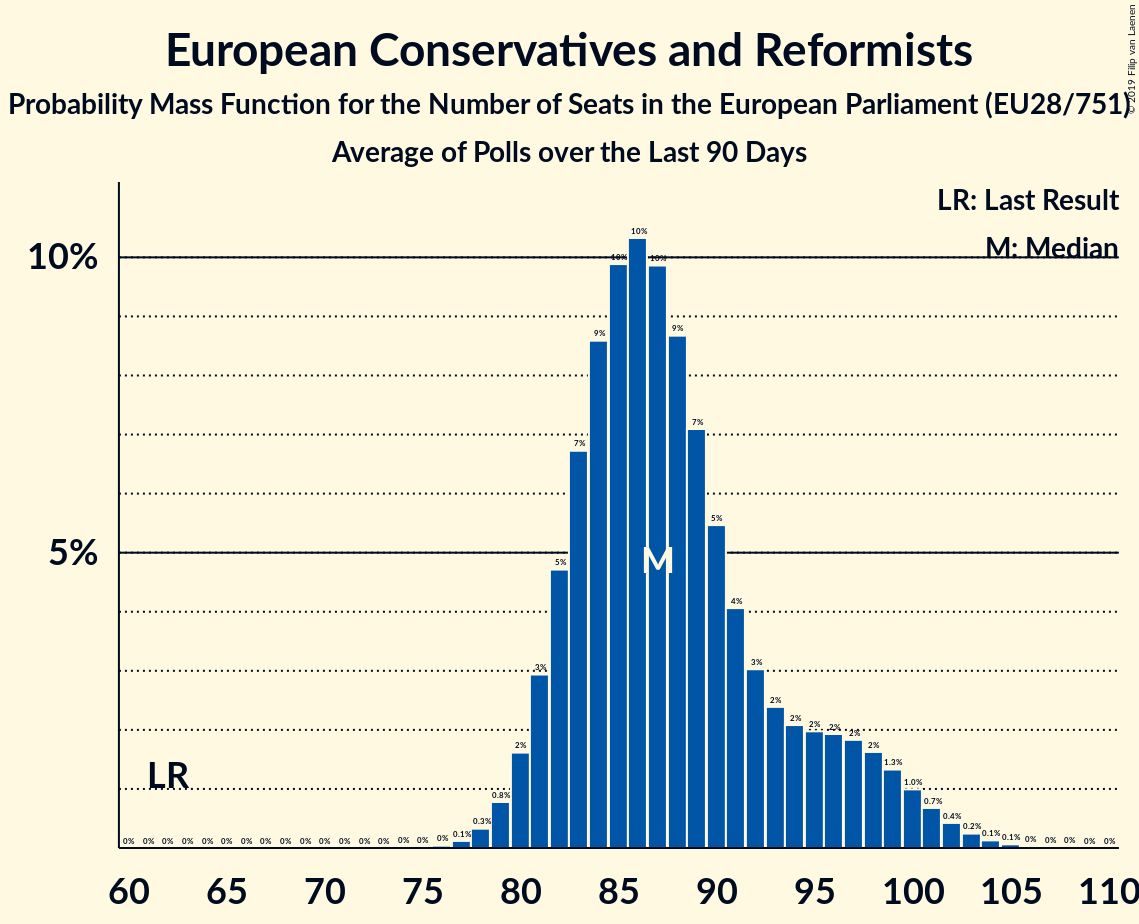 European Conservatives and Reformists
Probability Mass Function for the Number of Seats in the European Parliament (EU28/751)
Average of Polls over the Last 90 Days
© 2019 Filip van Laenen
LR: Last Result
M: Median
10%
5%
0% 0% 0% 0% 0% 0% 0% 0% 0% 0% 0% 0% 0% 0% 0% 0% 0% 0.1% 0.3% 0.8% 2% 3% 5% 7% 9% 10% 10% 10% 9% 7% 5% 4% 3% 2% 2% 2% 2% 2% 2% 1.3% 1.0% 0.7% 0.4% 0.2% 0.1% 0.1% 0% 0% 0% 0% 0%
M
LR
60 65 70 75 80 85 90 95 100 105 110